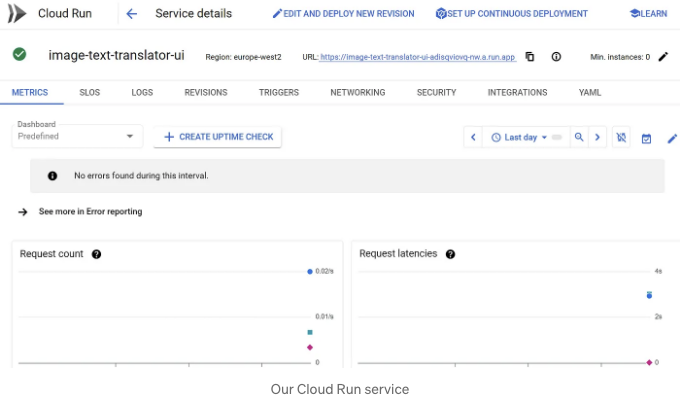 Cloud Run
Service details
EDIT AND DEPLOY NEW REVISION
SET UP CONTINUOUS DEPLOYMENT
LEARN
image-text-translator-ui
Region: europe-west2
URL: https://image-text-translator-ui-adisqviovq-nw.a.run.app
Min. instances: 0
METRICS SLOS LOGS REVISIONS TRIGGERS NETWORKING SECURITY INTEGRATIONS YAML
Dashboard
Predefined
CREATE UPTIME CHECK
Last day
No errors found during this interval.
See more in Error reporting
Request count
0.02/s
0.01/s
0
Request latencies
4s
2s
0
Our Cloud Run service